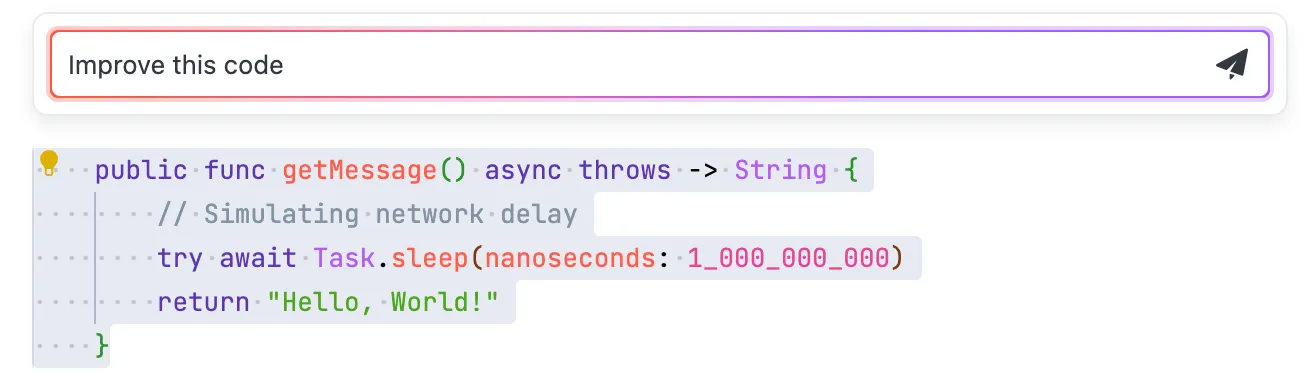 Improve this code
public func getMessage() async throws -> String {
// Simulating network delay
try await Task.sleep(nanoseconds: 1_000_000_000)
return "Hello, World!"
}